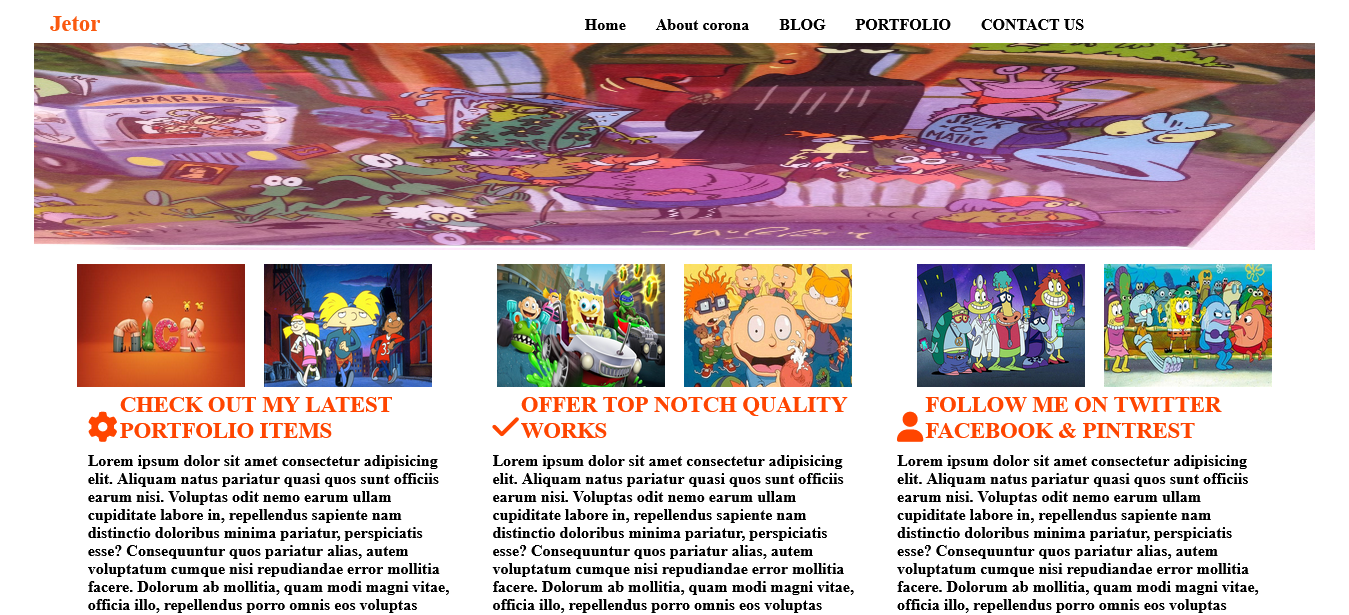 Jetor
Home About corona BLOG PORTFOLIO CONTACT US
PARISE
SUCK-
O-
MATIC
NICK
33
CHECK OUT MY LATEST
PORTFOLIO ITEMS
Lorem ipsum dolor sit amet consectetur adipisicing
elit. Aliquam natus pariatur quasi quos sunt officiis
earum nisi. Voluptas odit nemo earum ullam
cupiditate labore in, repellendus sapiente nam
distinctio doloribus minima pariatur, perspiciatis
esse? Consequuntur quos pariatur alias, autem
voluptatum cumque nisi repudiandae error mollitia
facere. Dolorum ab mollitia, quam modi magni vitae,
officia illo, repellendus porro omnis eos voluptas
OFFER TOP NOTCH QUALITY
WORKS
Lorem ipsum dolor sit amet consectetur adipisicing
elit. Aliquam natus pariatur quasi quos sunt officiis
earum nisi. Voluptas odit nemo earum ullam
cupiditate labore in, repellendus sapiente nam
distinctio doloribus minima pariatur, perspiciatis
esse? Consequuntur quos pariatur alias, autem
voluptatum cumque nisi repudiandae error mollitia
facere. Dolorum ab mollitia, quam modi magni vitae,
officia illo, repellendus porro omnis eos voluptas
FOLLOW ME ON TWITTER
FACEBOOK & PINTREST
Lorem ipsum dolor sit amet consectetur adipisicing
elit. Aliquam natus pariatur quasi quos sunt officiis
earum nisi. Voluptas odit nemo earum ullam
cupiditate labore in, repellendus sapiente nam
distinctio doloribus minima pariatur, perspiciatis
esse? Consequuntur quos pariatur alias, autem
voluptatum cumque nisi repudiandae error mollitia
facere. Dolorum ab mollitia, quam modi magni vitae,
officia illo, repellendus porro omnis eos voluptas